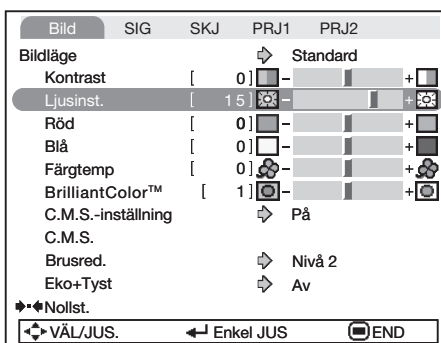 Bild SIG SKJ PRJ1 PRJ2
Bildläge Standard
Kontrast [ 0] - +
Ljusinst. [ 15] - +
Röd [ 0] - +
Blå [ 0] - +
Färgtemp [ 0] - +
BrilliantColor™ [ 1] - +
C.M.S.-inställning På
C.M.S.
Brusred. Nivå 2
Eko+Tyst Av
Nollst.
VÄL/JUS. Enkel JUS END